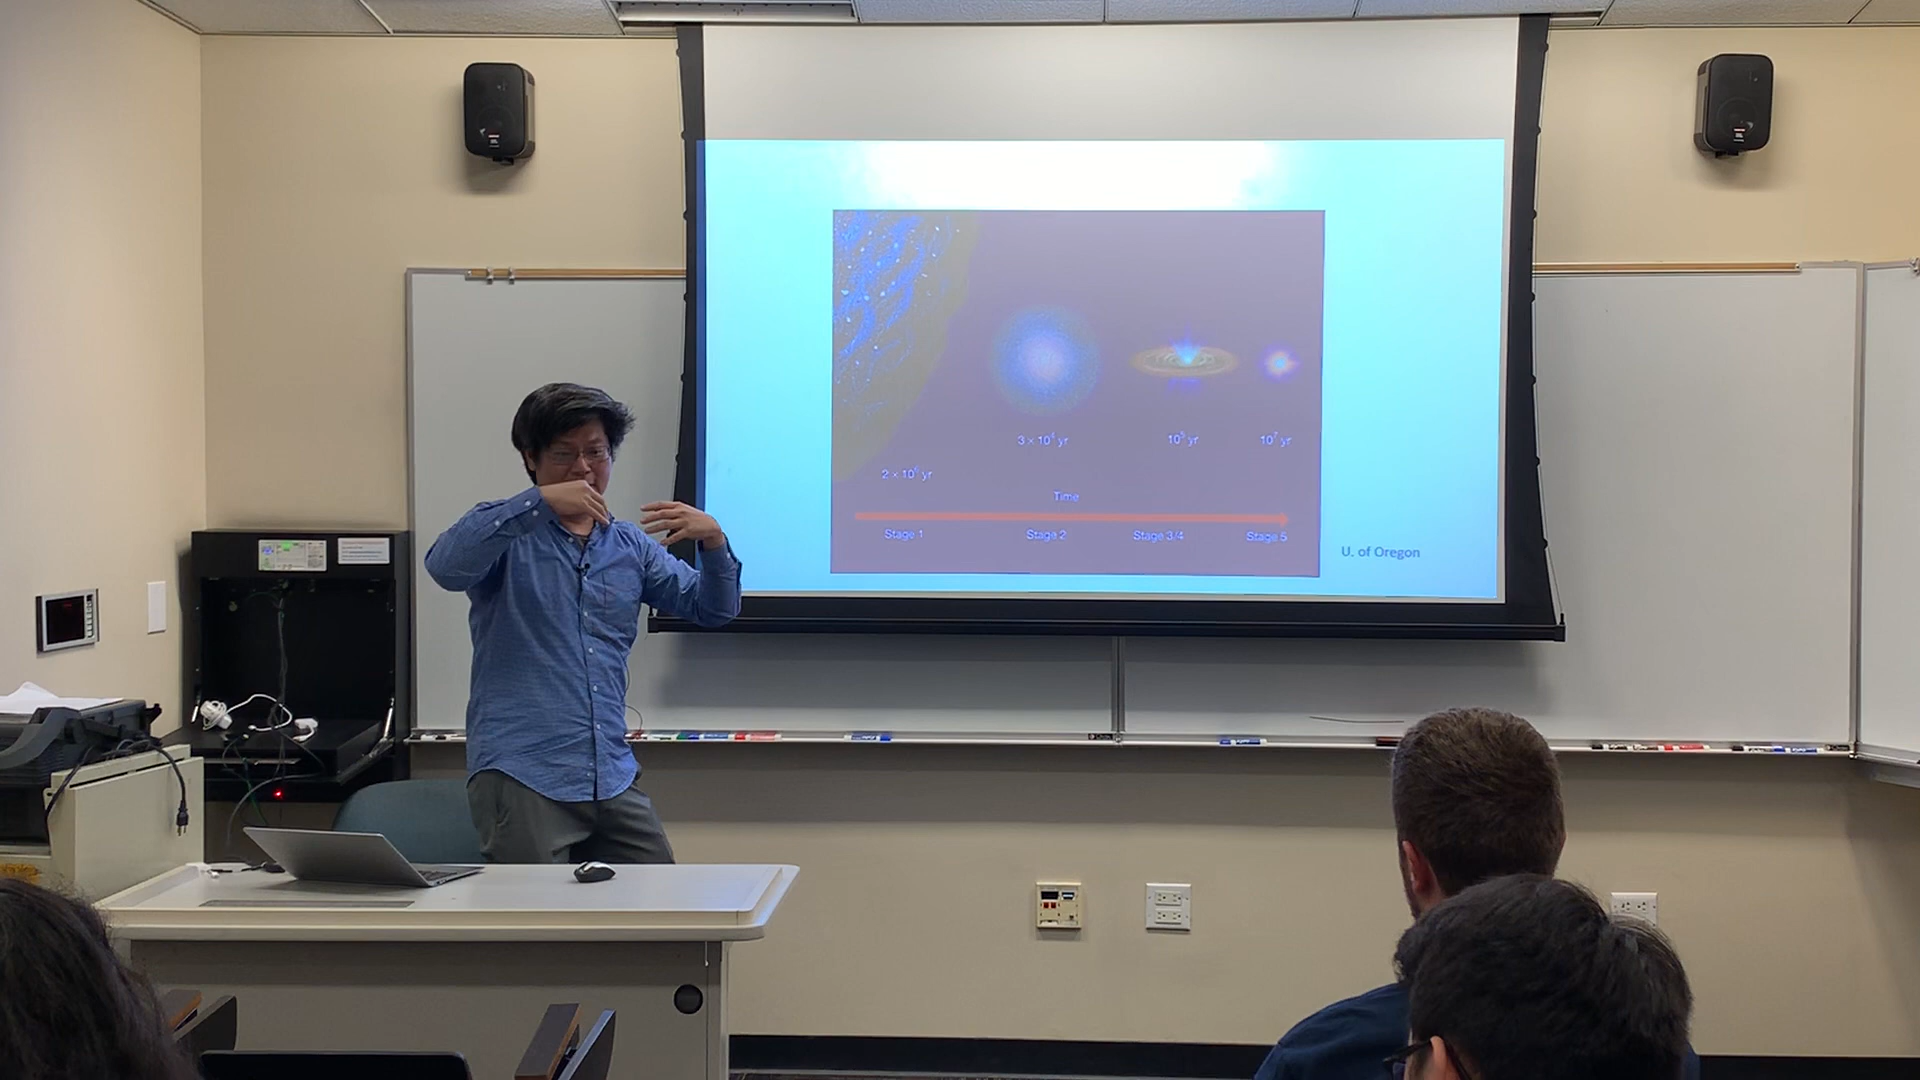 3 × 10⁴ yr
10⁵ yr
10⁷ yr
2 × 10⁶ yr
Time
Stage 1
Stage 2
Stage 3/4
Stage 5
U. of Oregon